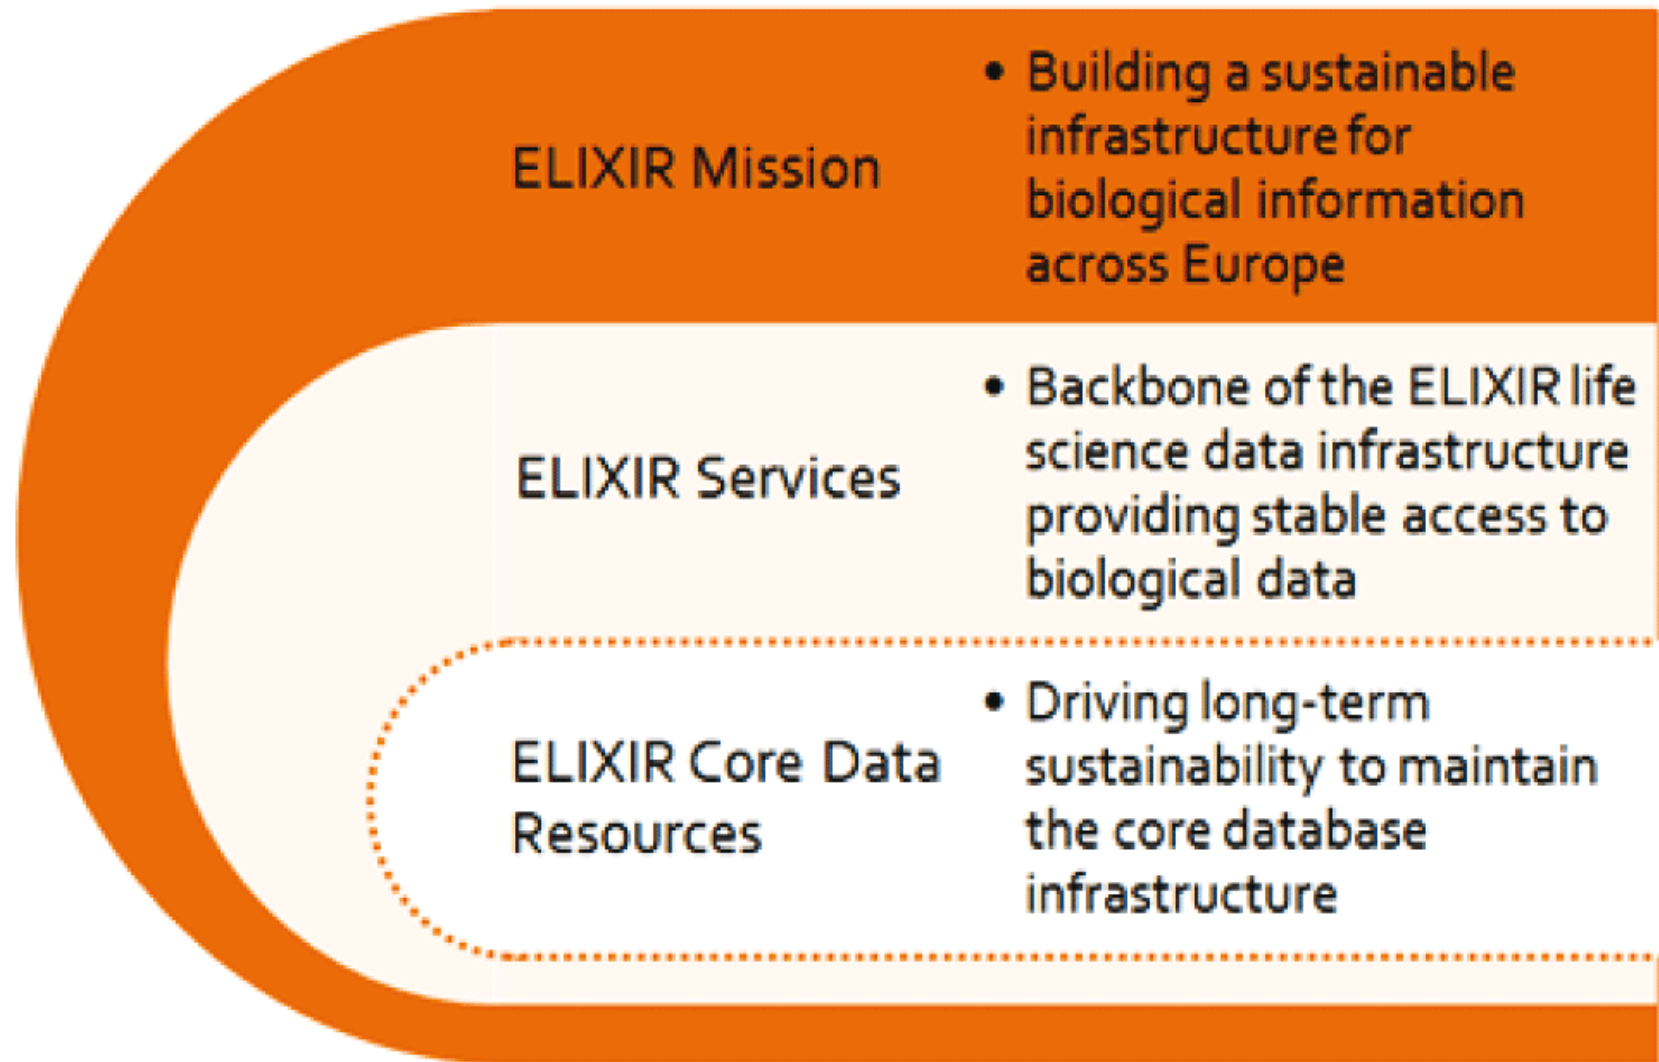 ELIXIR Mission
• Building a sustainable
infrastructure for
biological information
across Europe
ELIXIR Services
• Backbone of the ELIXIR life
science data infrastructure
providing stable access to
biological data
ELIXIR Core Data
Resources
• Driving long-term
sustainability to maintain
the core database
infrastructure